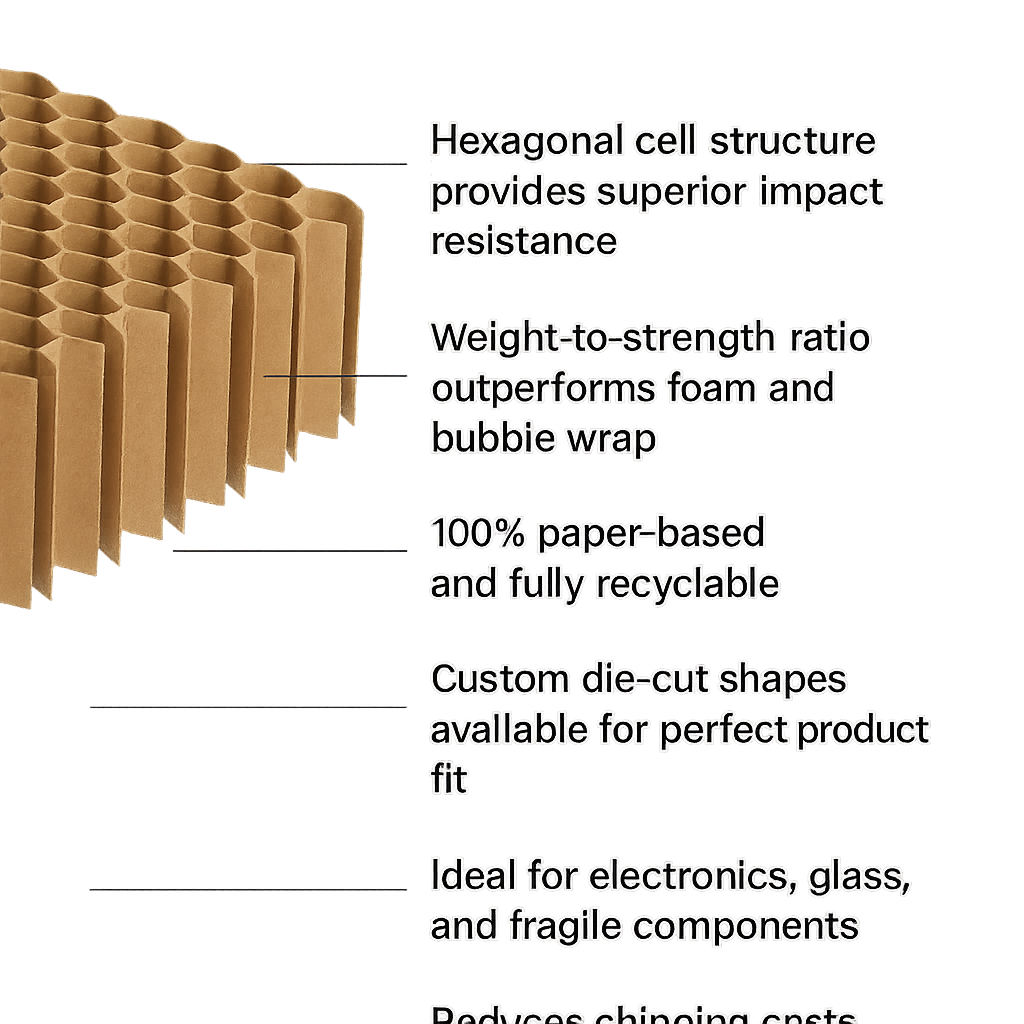 Hexagonal cell structure
provides superior impact
resistance
Weight-to-strength ratio
outperforms foam and
bubbie wrap
100% paper-based
and fully recyclable
Custom die-cut shapes
avallable for perfect product
fit
Ideal for electronics, glass,
and fragile components